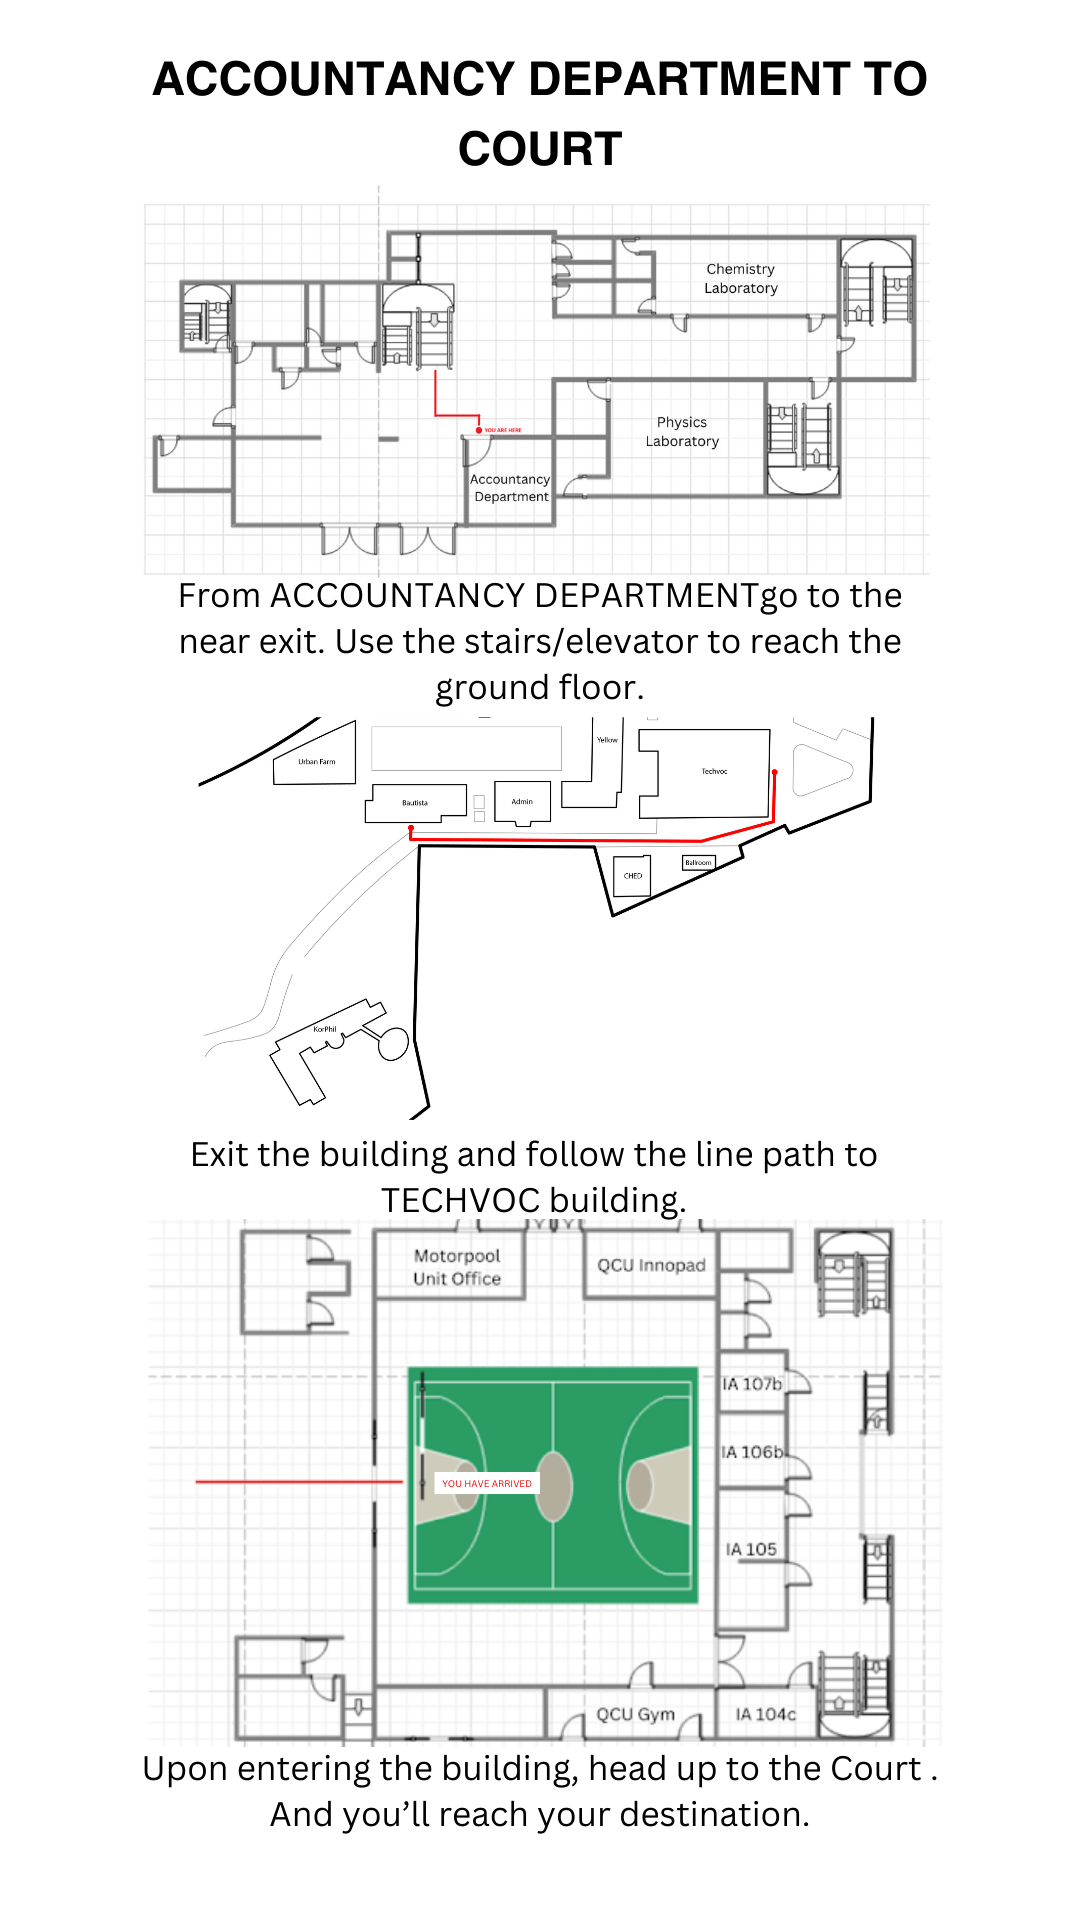 ACCOUNTANCY DEPARTMENT TO
COURT
Chemistry
Laboratory
Physics
Laboratory
YOU ARE HERE
Accountancy
Department
From ACCOUNTANCY DEPARTMENTgo to the
near exit. Use the stairs/elevator to reach the
ground floor.
Yellow
Urban Farm
Techvoc
Bautista
Admin
CHED
Ballroom
KorPhil
Exit the building and follow the line path to
TECHVOC building.
Motorpool
Unit Office
QCU Innopad
IA 107b
IA 106b
YOU HAVE ARRIVED
IA 105
QCU Gym
IA 104c
Upon entering the building, head up to the Court .
And you’ll reach your destination.